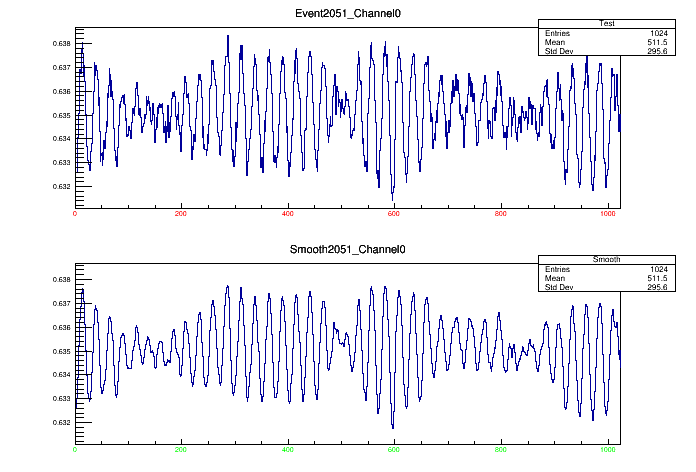 Event2051_Channel0
Test
Entries 1024
Mean 511.5
Std Dev 295.6
0.638
0.637
0.636
0.635
0.634
0.633
0.632
0 200 400 600 800 1000
Smooth2051_Channel0
Smooth
Entries 1024
Mean 511.5
Std Dev 295.6
0.638
0.637
0.636
0.635
0.634
0.633
0.632
0 200 400 600 800 1000